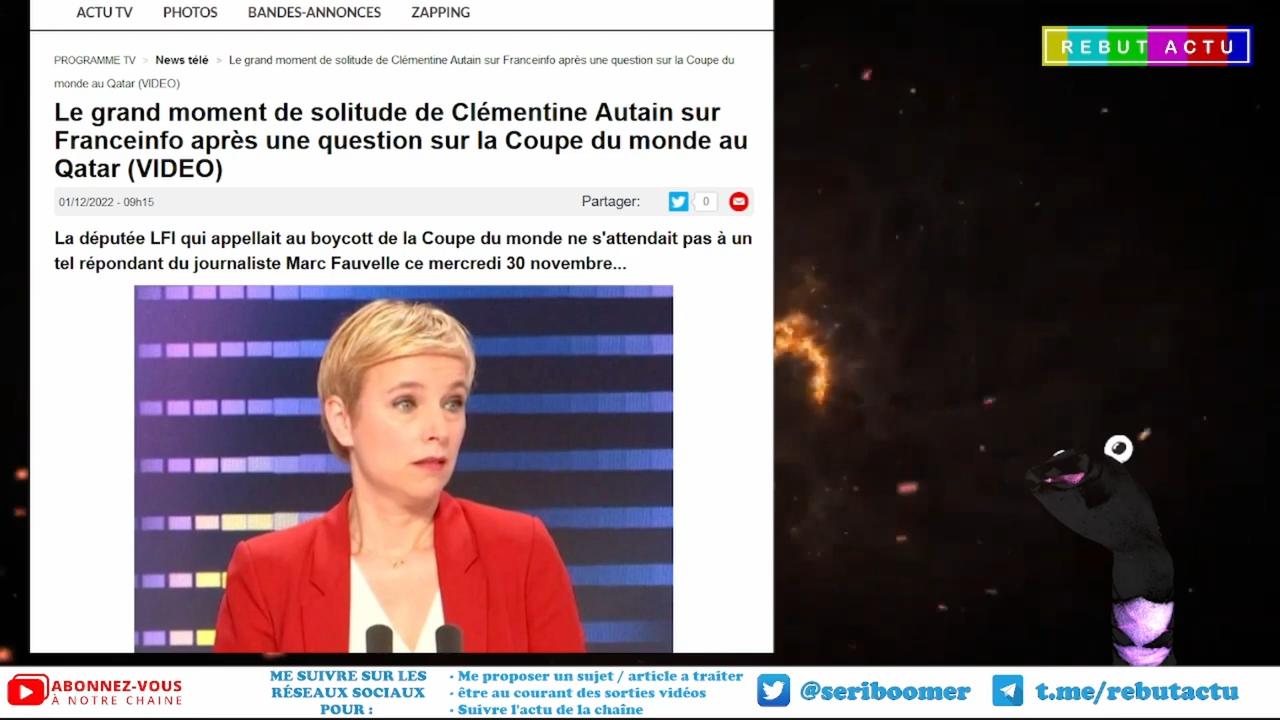 ACTU TV PHOTOS BANDES-ANNONCES ZAPPING
REBUT ACTU
PROGRAMME TV > News télé > Le grand moment de solitude de Clémentine Autain sur Franceinfo après une question sur la Coupe du
monde au Qatar (VIDEO)
Le grand moment de solitude de Clémentine Autain sur
Franceinfo après une question sur la Coupe du monde au
Qatar (VIDEO)
01/12/2022 - 09h15 Partager: 0
La députée LFI qui appellait au boycott de la Coupe du monde ne s'attendait pas à un
tel répondant du journaliste Marc Fauvelle ce mercredi 30 novembre...
ABONNEZ-VOUS
À NOTRE CHAINE
ME SUIVRE SUR LES
RÉSEAUX SOCIAUX
POUR :
• Me proposer un sujet / article a traiter
• être au courant des sorties vidéos
• Suivre l'actu de la chaîne
@seriboomer
t.me/rebutactu